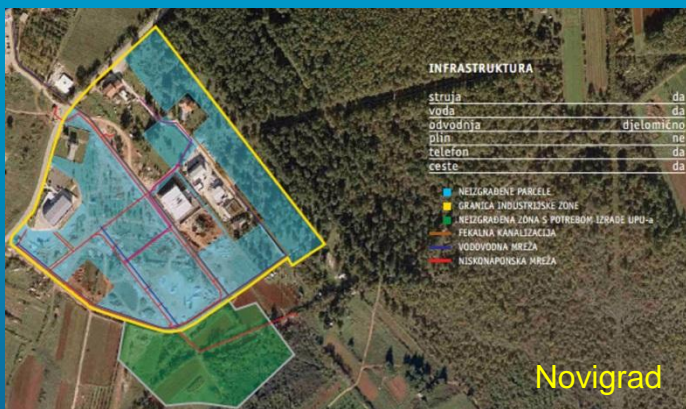 INFRASTRUKTURA
struja da
voda da
odvodnja djelomično
plin ne
telefon da
ceste da
NEIZGRAĐENE PARCELE
GRANICA INDUSTRIJSKE ZONE
NEIZGRAĐENA ZONA S POTREBOM IZRADE UPU-a
FEKALNA KANALIZACIJA
VODOVODNA MREŽA
NISKONAPONSKA MREŽA
Novigrad